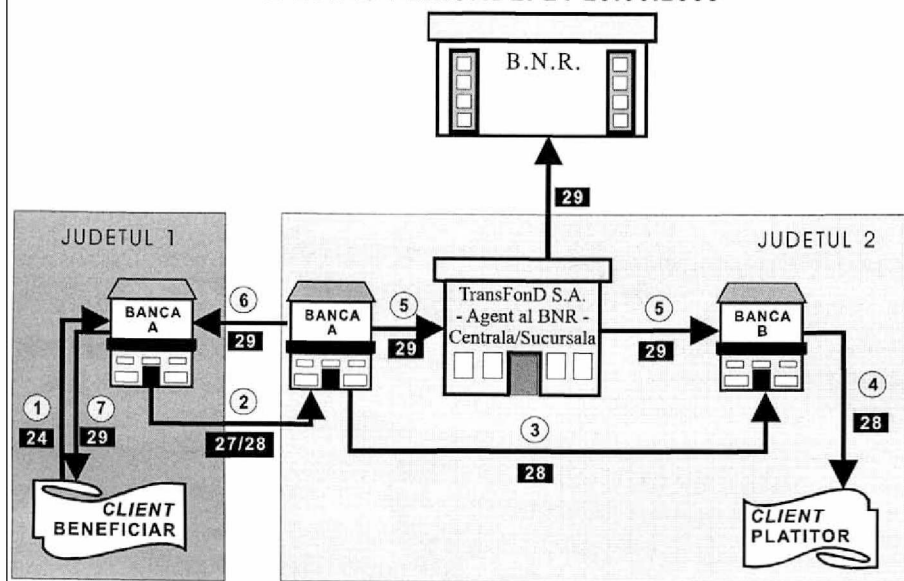 B.N.R.
29
JUDETUL 1
JUDETUL 2
BANCA
A
6
29
BANCA
A
5
29
TransFonD S.A.
- Agent al BNR -
Centrala/Sucursala
5
29
BANCA
B
1
24
7
29
2
27/28
3
28
4
28
CLIENT
BENEFICIAR
CLIENT
PLATITOR